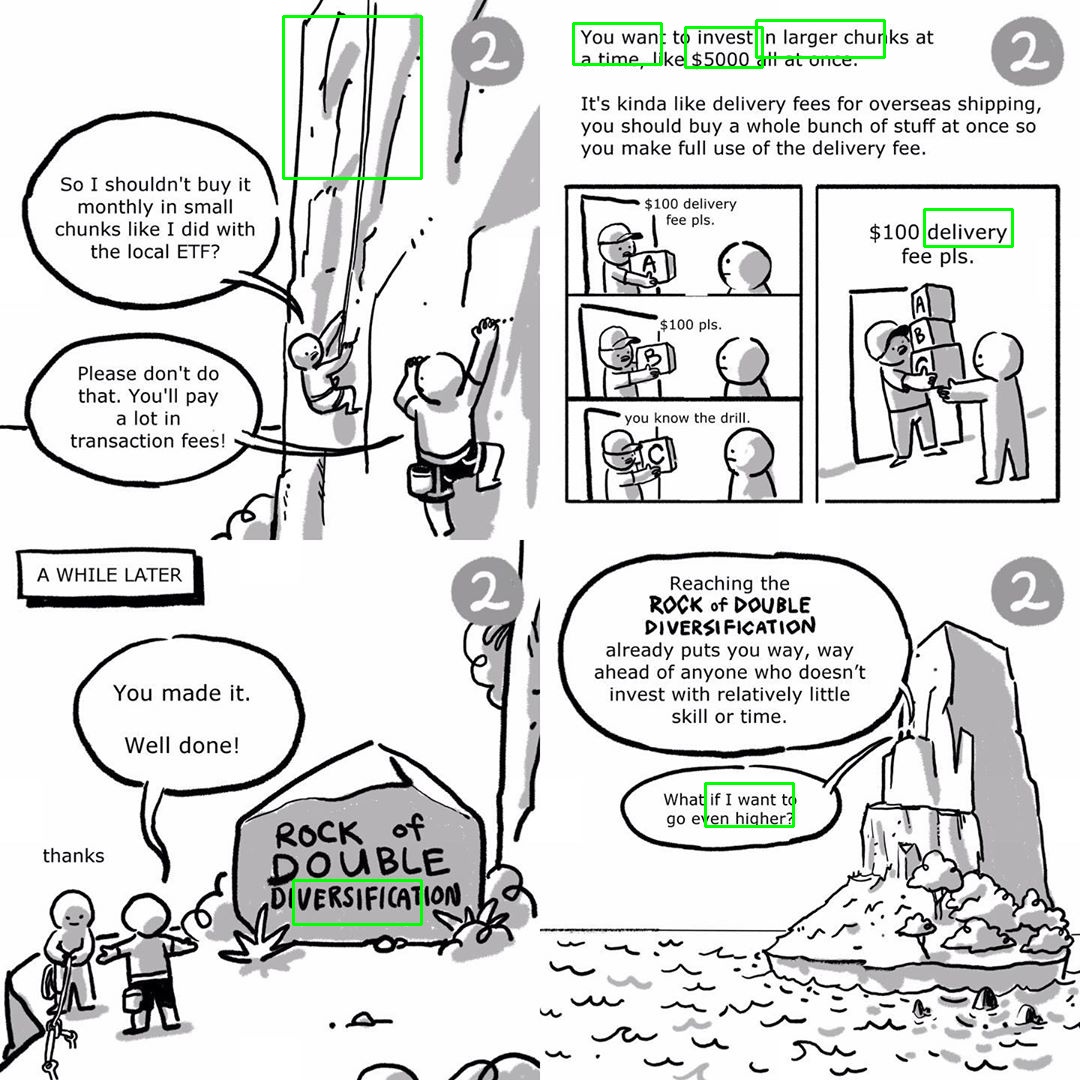 2
So I shouldn't buy it
monthly in small
chunks like I did with
the local ETF?
Please don't do
that. You'll pay
a lot in
transaction fees!
2
You want to invest in larger chunks at
a time, like $5000 all at once.
It's kinda like delivery fees for overseas shipping,
you should buy a whole bunch of stuff at once so
you make full use of the delivery fee.
$100 delivery
fee pls.
A
$100 pls.
B
you know the drill.
C
$100 delivery
fee pls.
A
B
C
A WHILE LATER
2
You made it.
Well done!
thanks
ROCK of
DOUBLE
DIVERSIFICATION
2
Reaching the
ROCK of DOUBLE
DIVERSIFICATION
already puts you way, way
ahead of anyone who doesn't
invest with relatively little
skill or time.
What if I want to
go even higher?